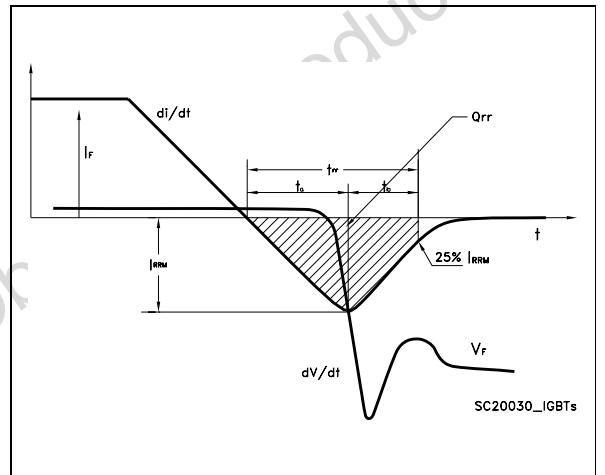 di/dt
Qrr
IF
trr
ta
tb
t
IRRM
25% IRRM
dV/dt
VF
SC20030_IGBTs